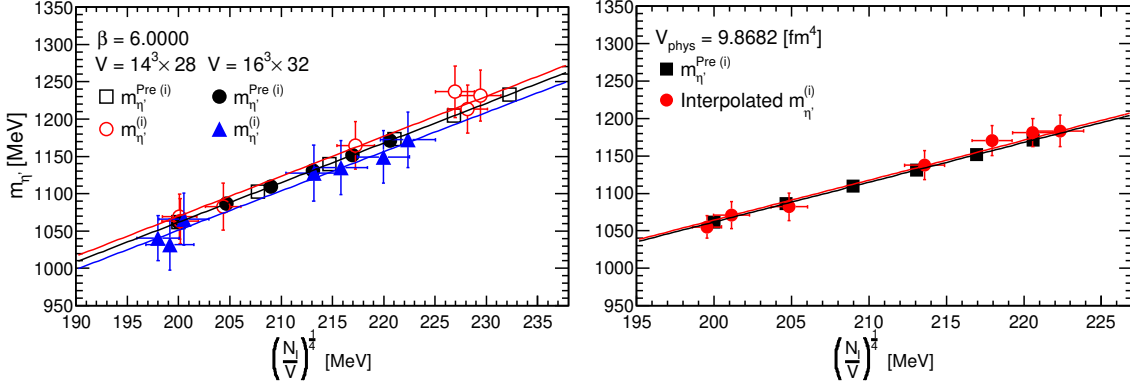 1350
1300
1250
1200
1150
1100
1050
1000
950
m_η' [MeV]
β = 6.0000
V = 14³× 28 V = 16³× 32
m_η'^Pre (i) m_η'^Pre (i)
m_η'^(i) m_η'^(i)
190 195 200 205 210 215 220 225 230 235
(N_I/V)^¼ [MeV]
1350
1300
1250
1200
1150
1100
1050
1000
950
V_phys = 9.8682 [fm⁴]
m_η'^Pre (i)
Interpolated m_η'^(i)
195 200 205 210 215 220 225
(N_I/V)^¼ [MeV]